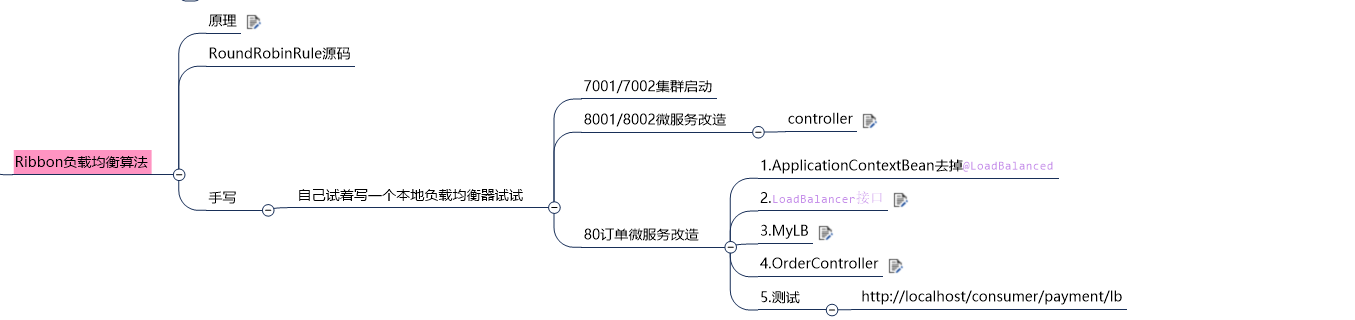 原理
RoundRobinRule源码
7001/7002集群启动
8001/8002微服务改造
controller
Ribbon负载均衡算法
1.ApplicationContextBean去掉@LoadBalanced
手写
自己试着写一个本地负载均衡器试试
2.LoadBalancer接口
80订单微服务改造
3.MyLB
4.OrderController
5.测试
http://localhost/consumer/payment/lb